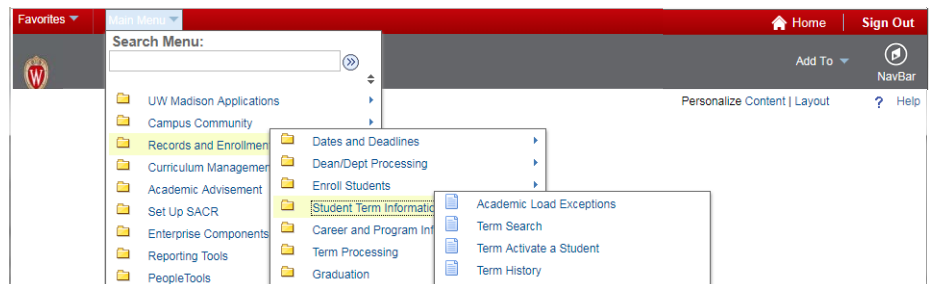 Favorites Main Menu Home Sign Out
Search Menu:
Add To
NavBar
W
Personalize Content | Layout ? Help
UW Madison Applications
Campus Community
Records and Enrollmen
Curriculum Managemen
Academic Advisement
Set Up SACR
Enterprise Components
Reporting Tools
PeopleTools
Dates and Deadlines
Dean/Dept Processing
Enroll Students
Student Term Informatio
Career and Program Inf
Term Processing
Graduation
Academic Load Exceptions
Term Search
Term Activate a Student
Term History